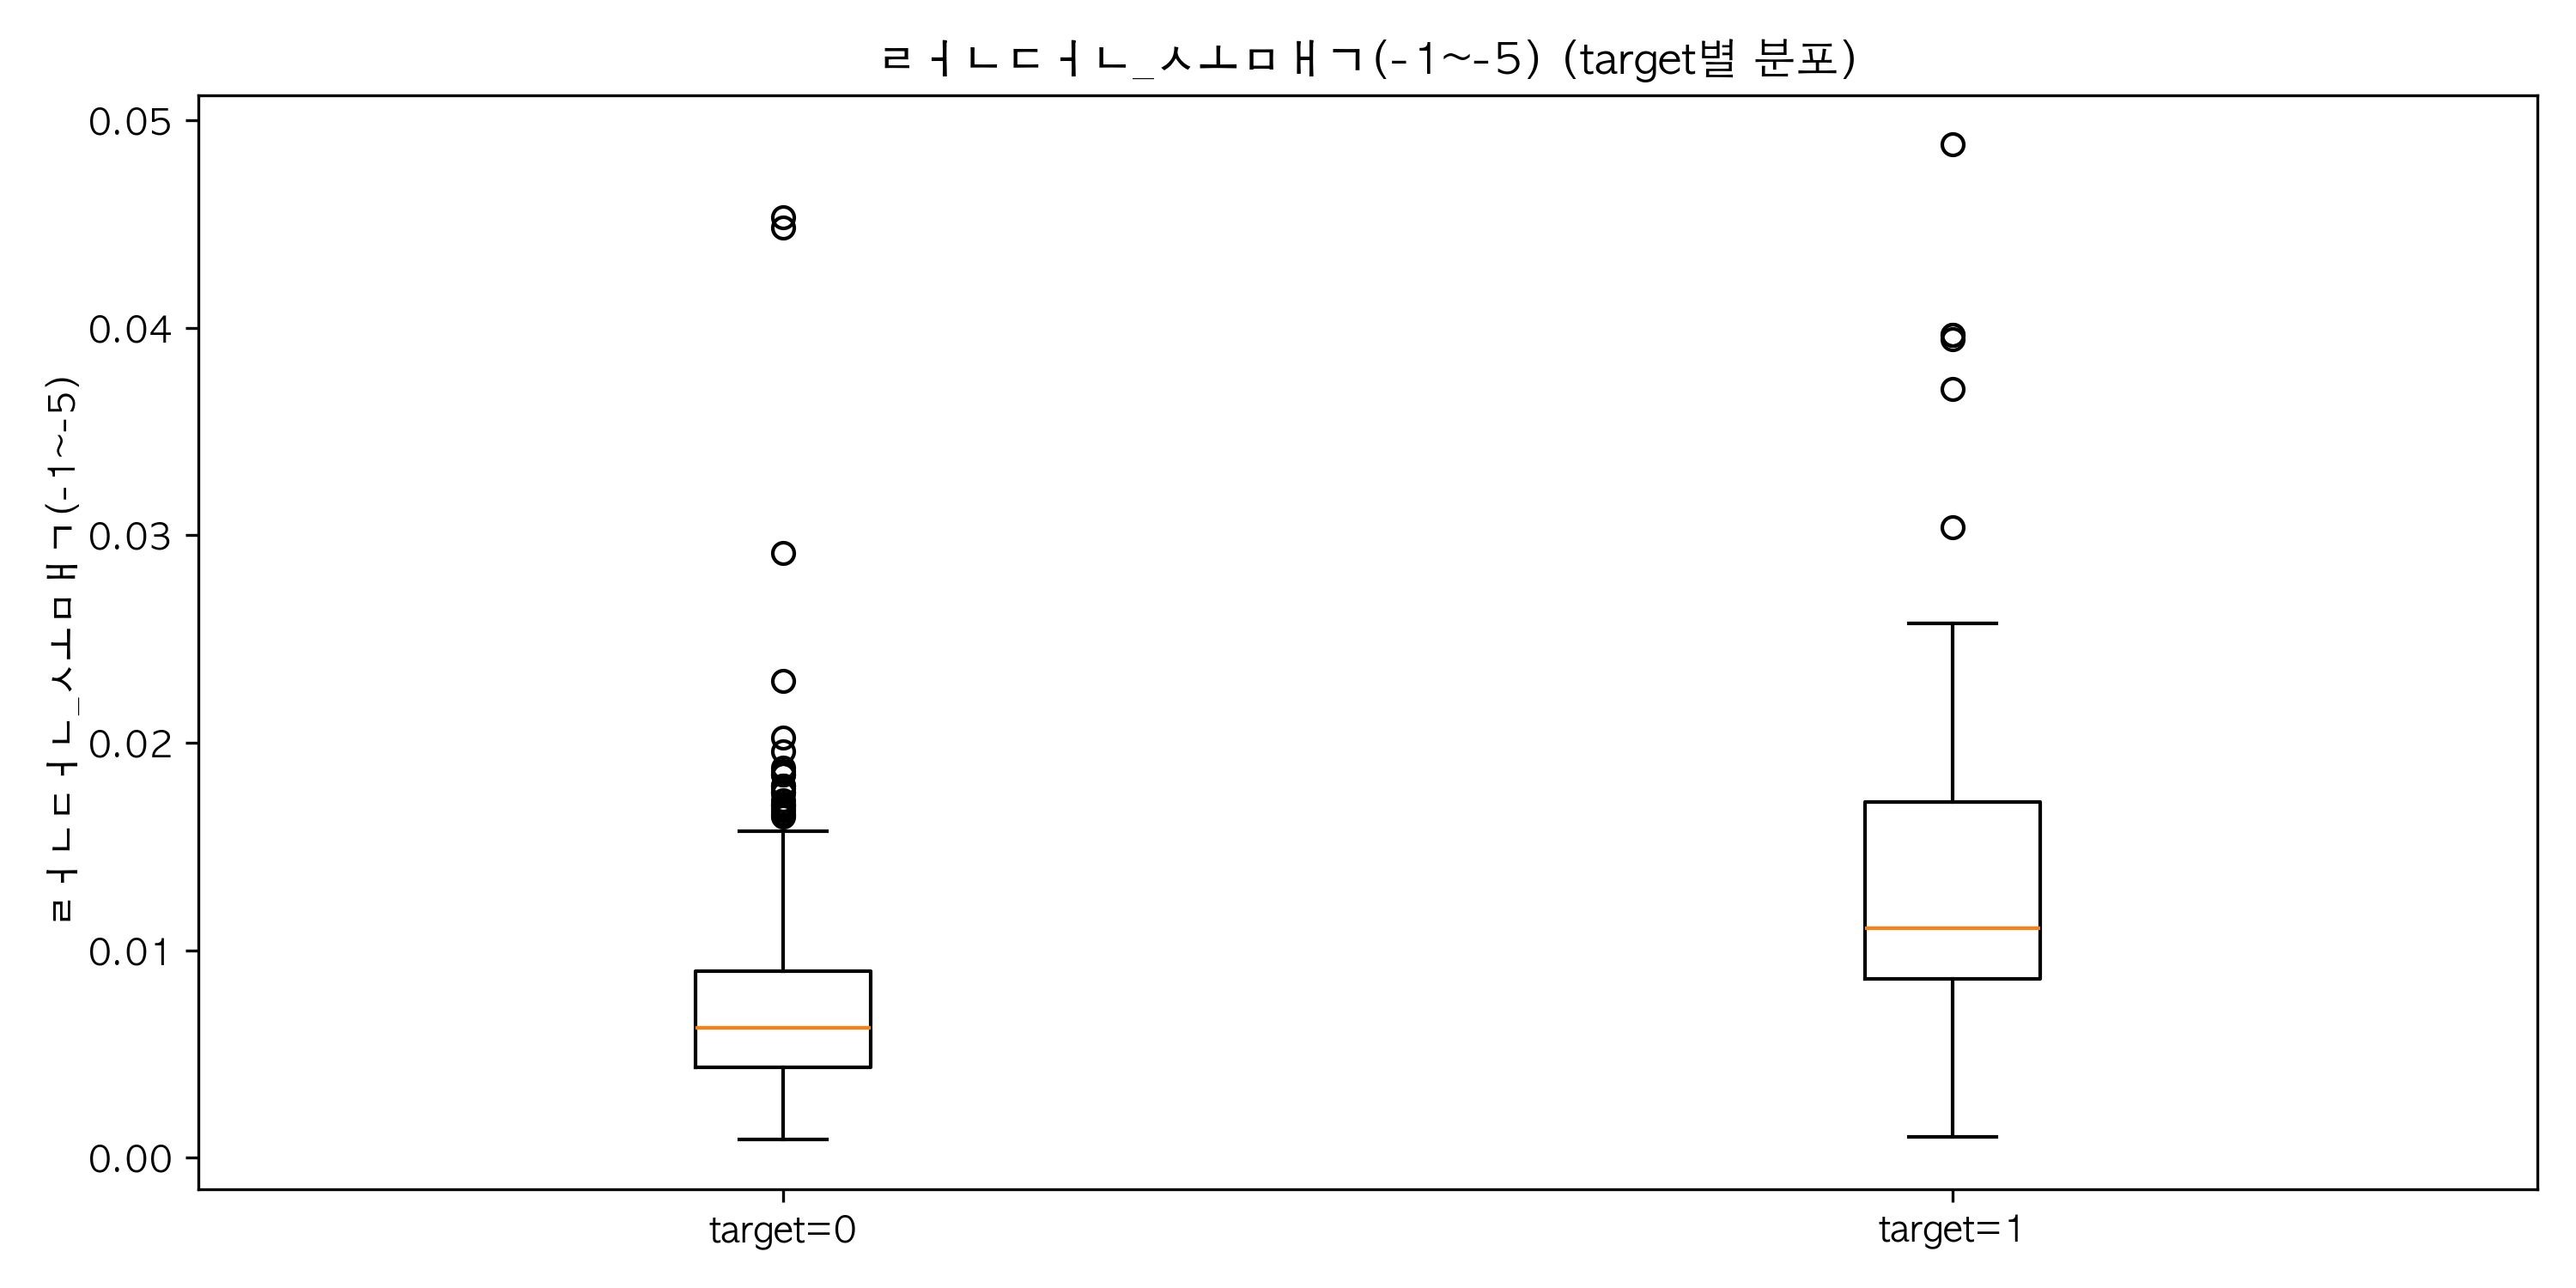 ㄹㅓㄴㄷㅓㄴ_ㅅㅗㅁㅐㄱ(-1~-5) (target별 분포)
ㄹㅓㄴㄷㅓㄴ_ㅅㅗㅁㅐㄱ(-1~-5)
0.05
0.04
0.03
0.02
0.01
0.00
target=0
target=1